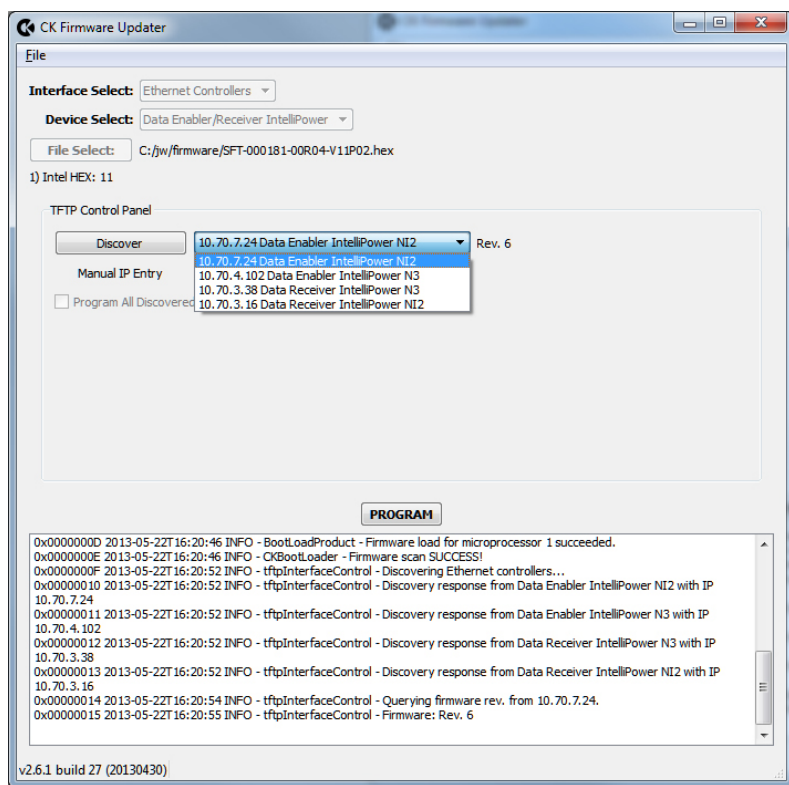 CK Firmware Updater
File
Interface Select: Ethernet Controllers
Device Select: Data Enabler/Receiver IntelliPower
File Select: C:/jw/firmware/SFT-000181-00R04-V11P02.hex
1) Intel HEX: 11
TFTP Control Panel
Discover 10.70.7.24 Data Enabler IntelliPower NI2 Rev. 6
10.70.7.24 Data Enabler IntelliPower NI2
Manual IP Entry 10.70.4.102 Data Enabler IntelliPower N3
10.70.3.38 Data Receiver IntelliPower N3
Program All Discovered 10.70.3.16 Data Receiver IntelliPower NI2
PROGRAM
0x0000000D 2013-05-22T16:20:46 INFO - BootLoadProduct - Firmware load for microprocessor 1 succeeded.
0x0000000E 2013-05-22T16:20:46 INFO - CKBootLoader - Firmware scan SUCCESS!
0x0000000F 2013-05-22T16:20:52 INFO - tftpInterfaceControl - Discovering Ethernet controllers...
0x00000010 2013-05-22T16:20:52 INFO - tftpInterfaceControl - Discovery response from Data Enabler IntelliPower NI2 with IP
10.70.7.24
0x00000011 2013-05-22T16:20:52 INFO - tftpInterfaceControl - Discovery response from Data Enabler IntelliPower N3 with IP
10.70.4.102
0x00000012 2013-05-22T16:20:52 INFO - tftpInterfaceControl - Discovery response from Data Receiver IntelliPower N3 with IP
10.70.3.38
0x00000013 2013-05-22T16:20:52 INFO - tftpInterfaceControl - Discovery response from Data Receiver IntelliPower NI2 with IP
10.70.3.16
0x00000014 2013-05-22T16:20:54 INFO - tftpInterfaceControl - Querying firmware rev. from 10.70.7.24.
0x00000015 2013-05-22T16:20:55 INFO - tftpInterfaceControl - Firmware: Rev. 6
v2.6.1 build 27 (20130430)